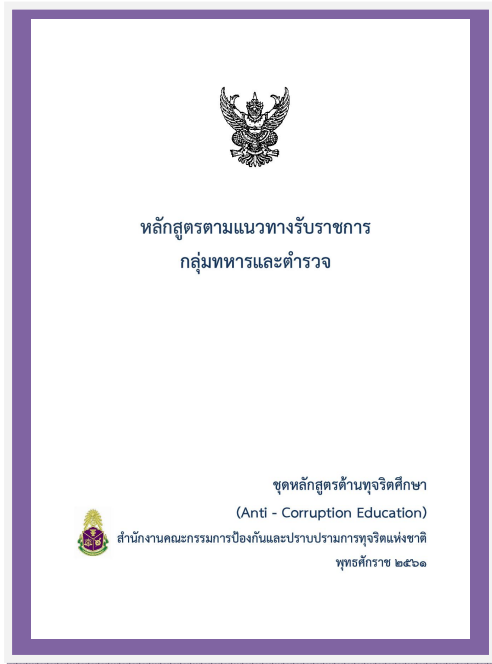 หลักสูตรตามแนวทางรับราชการ
กลุ่มทหารและตำรวจ
ชุดหลักสูตรต้านทุจริตศึกษา
(Anti - Corruption Education)
สำนักงานคณะกรรมการป้องกันและปราบปรามการทุจริตแห่งชาติ
พุทธศักราช ๒๕๖๑